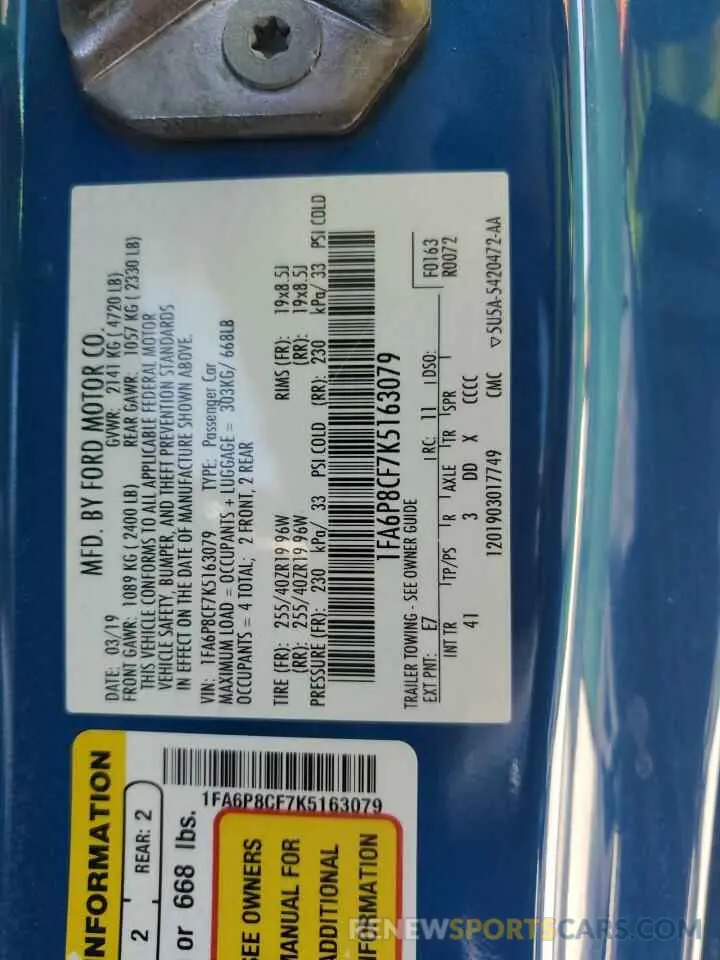 MFD. BY FORD MOTOR CO.
DATE: 03/19 GVWR: 2141 KG ( 4720 LB)
FRONT GAWR: 1089 KG ( 2400 LB) REAR GAWR: 1057 KG ( 2330 LB)
THIS VEHICLE CONFORMS TO ALL APPLICABLE FEDERAL MOTOR
VEHICLE SAFETY, BUMPER, AND THEFT PREVENTION STANDARDS
IN EFFECT ON THE DATE OF MANUFACTURE SHOWN ABOVE.
VIN: 1FA6P8CF7K5163079 TYPE: Passenger Car
MAXIMUM LOAD = OCCUPANTS + LUGGAGE = 303KG/ 668LB
OCCUPANTS = 4 TOTAL; 2 FRONT, 2 REAR
TIRE (FR): 255/40ZR19 96W RIMS (FR): 19x8.5J
(RR): 255/40ZR19 96W (RR): 19x8.5J
PRESSURE (FR): 230 kPa/ 33 PSI COLD (RR): 230 kPa/ 33 PSI COLD
1FA6P8CF7K5163079
TRAILER TOWING - SEE OWNER GUIDE F0163
EXT PNT: E7 RC: 11 DSO: R0072
INT TR TP/PS R AXLE TR SPR
41 3 DD X CCCC
1201903017749 CMC ▽5U5A-5420472-AA
NFORMATION
2 REAR: 2
or 668 lbs.
1FA6P8CF7K5163079
SEE OWNERS
MANUAL FOR
ADDITIONAL
INFORMATION
RENEWSPORTSCARS.COM